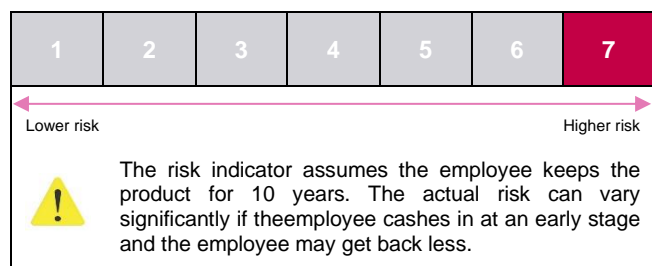 1 2 3 4 5 6 7
Lower risk Higher risk
The risk indicator assumes the employee keeps the
product for 10 years. The actual risk can vary
significantly if theemployee cashes in at an early stage
and the employee may get back less.